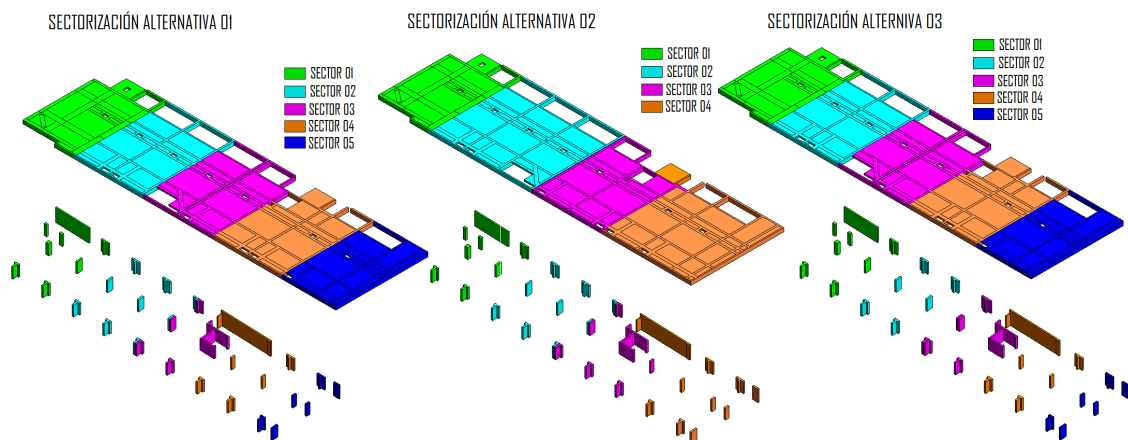 SECTORIZACIÓN ALTERNATIVA 01
SECTOR 01
SECTOR 02
SECTOR 03
SECTOR 04
SECTOR 05
SECTORIZACIÓN ALTERNATIVA 02
SECTOR 01
SECTOR 02
SECTOR 03
SECTOR 04
SECTORIZACIÓN ALTERNIVA 03
SECTOR 01
SECTOR 02
SECTOR 03
SECTOR 04
SECTOR 05